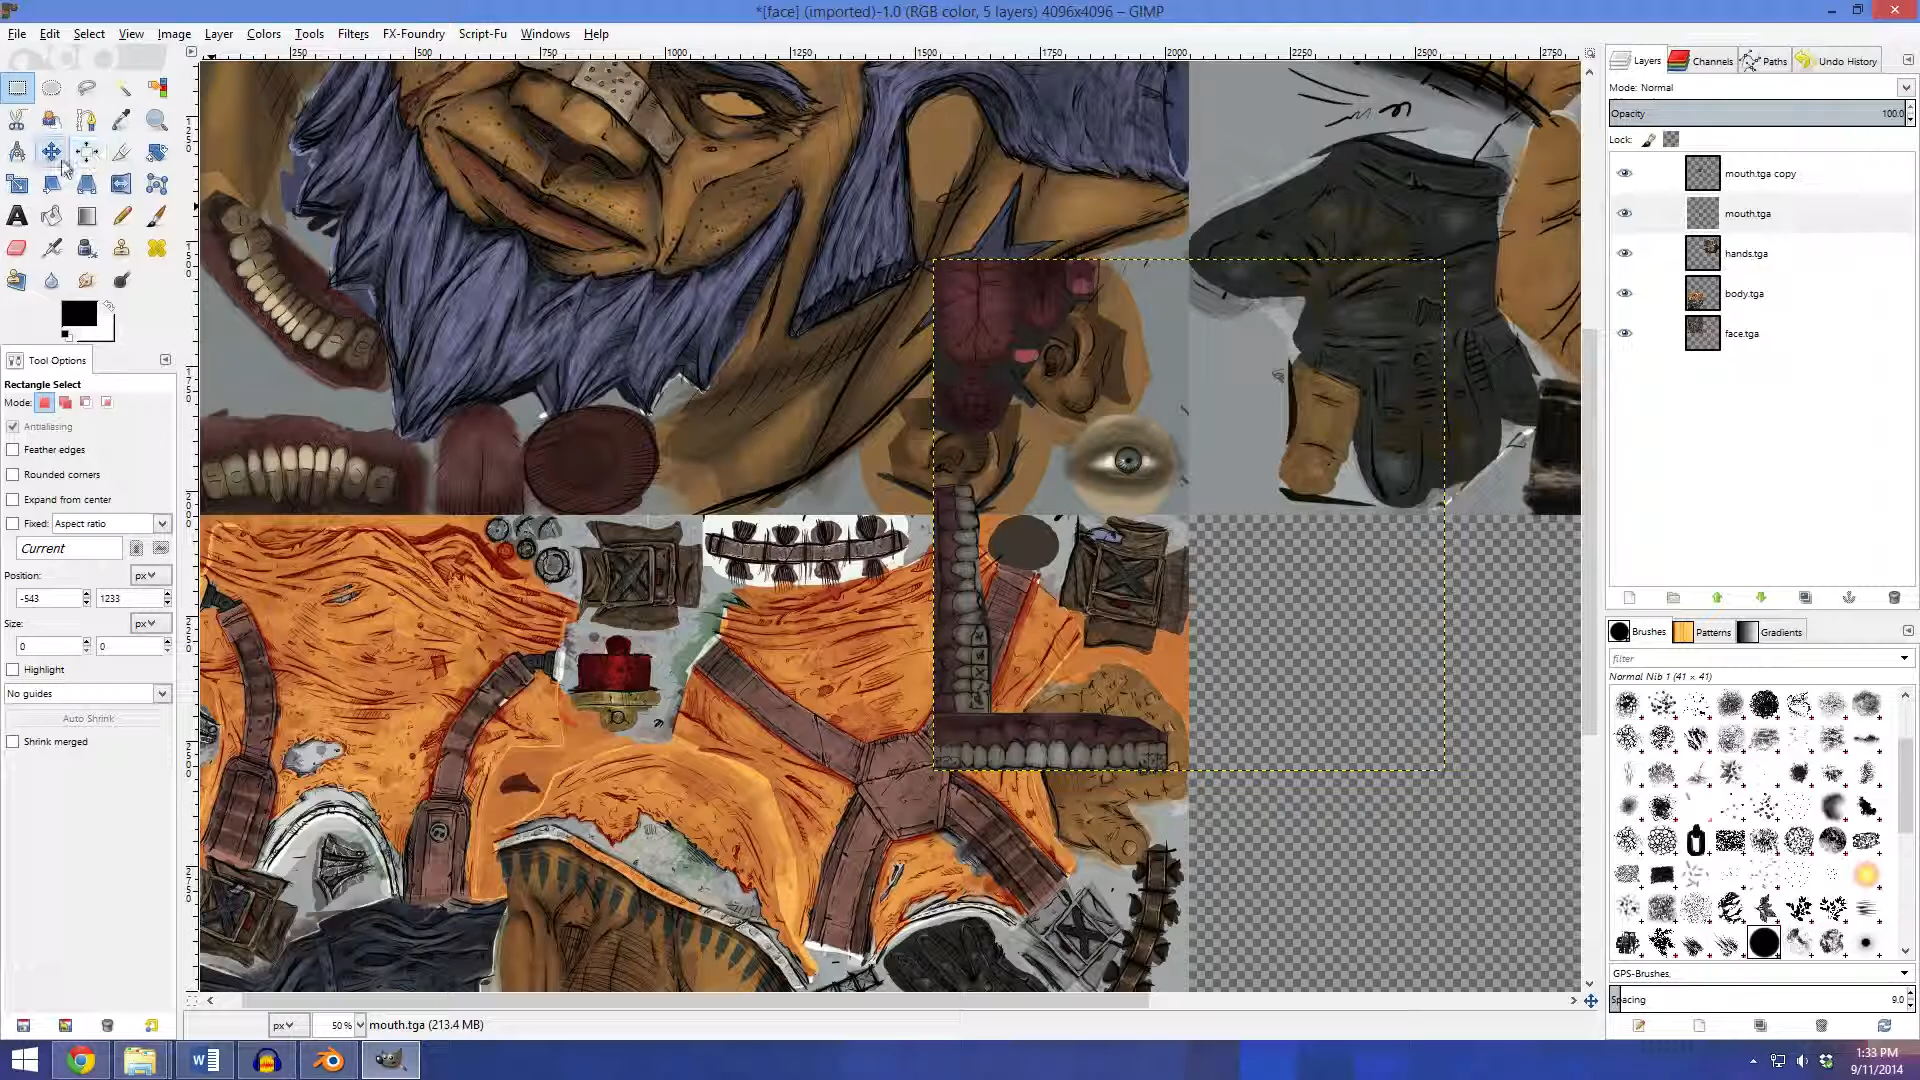 *[face] (imported)-1.0 (RGB color, 5 layers) 4096x4096 – GIMP
File Edit Select View Image Layer Colors Tools Filters FX-Foundry Script-Fu Windows Help
250 500 750 1000 1250 1500 1750 2000 2250 2500 2750
Layers Channels Paths Undo History
Mode: Normal
Opacity 100.0
Lock:
mouth.tga copy
mouth.tga
hands.tga
body.tga
face.tga
Tool Options
Rectangle Select
Mode:
Antialiasing
Feather edges
Rounded corners
Expand from center
Fixed: Aspect ratio
Current
Position: px
-543 1233
Size: px
0 0
Highlight
No guides
Auto Shrink
Shrink merged
Brushes Patterns Gradients
filter
Normal Nib 1 (41 × 41)
GPS-Brushes,
Spacing 9.0
px 50 % mouth.tga (213.4 MB)
1:33 PM
9/11/2014